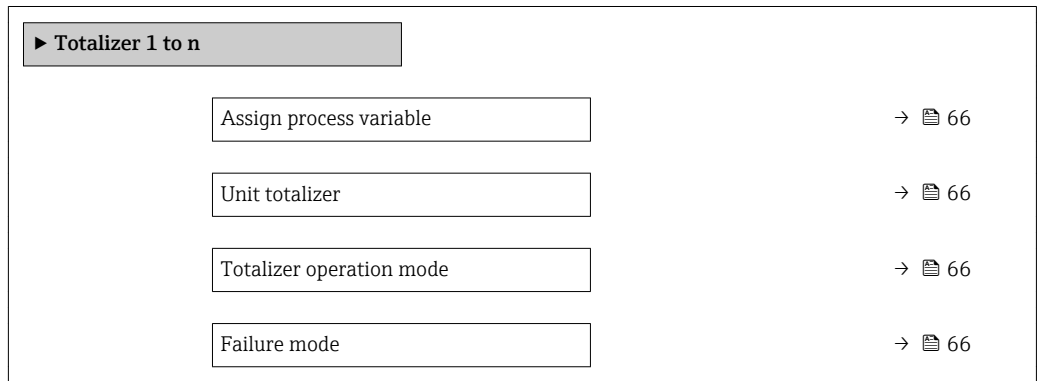 ► Totalizer 1 to n
Assign process variable → 66
Unit totalizer → 66
Totalizer operation mode → 66
Failure mode → 66